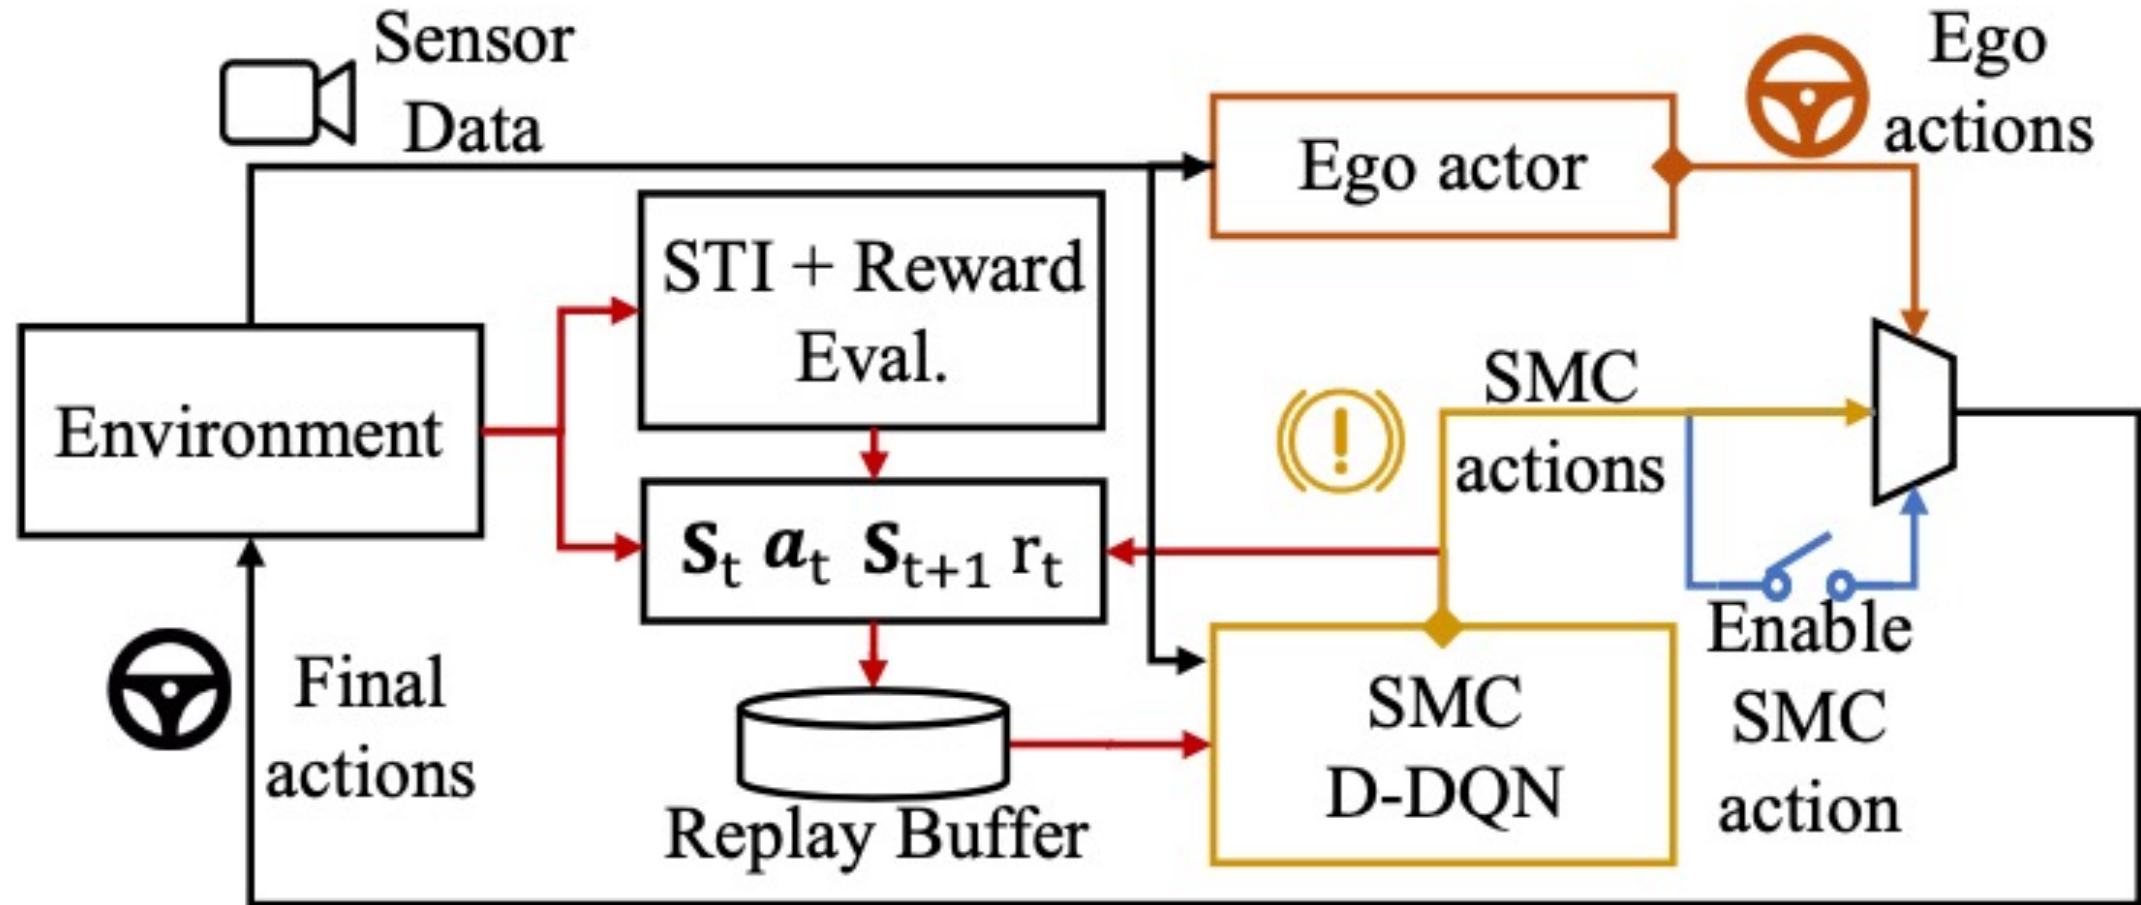 Sensor
Data
Ego
actions
Ego actor
STI + Reward
Eval.
Environment
SMC
actions
S_t a_t S_{t+1} r_t
Enable
SMC
action
Final
actions
SMC
D-DQN
Replay Buffer